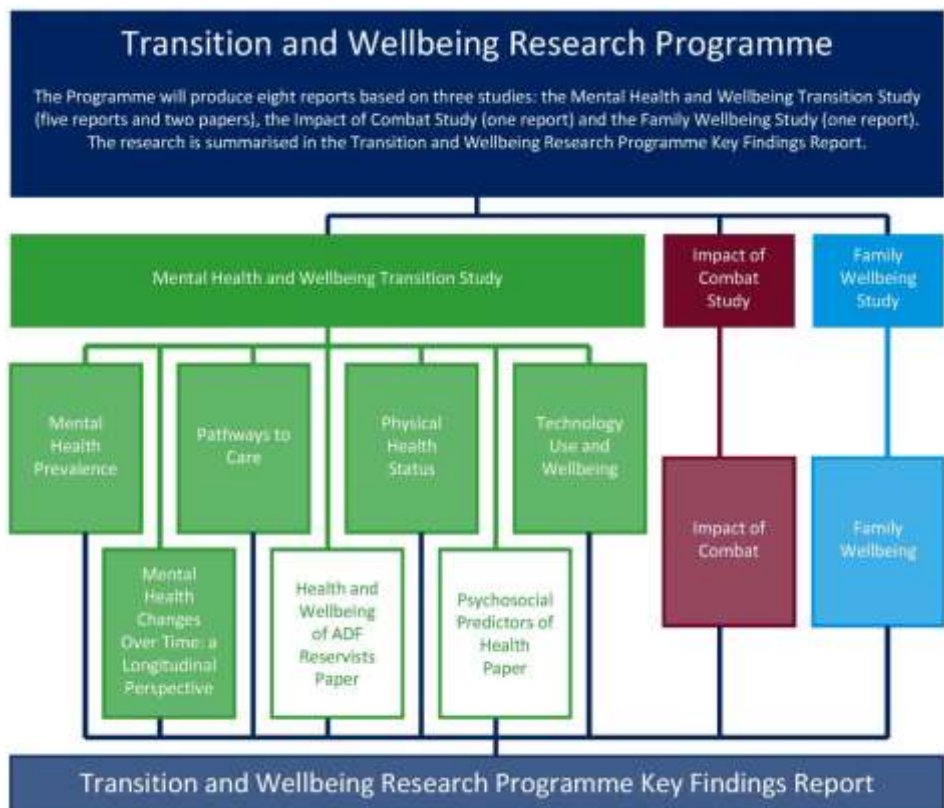 Transition and Wellbeing Research Programme
The Programme will produce eight reports based on three studies: the Mental Health and Wellbeing Transition Study
(five reports and two papers), the Impact of Combat Study (one report) and the Family Wellbeing Study (one report).
The research is summarised in the Transition and Wellbeing Research Programme Key Findings Report.
Mental Health and Wellbeing Transition Study
Impact of
Combat
Study
Family
Wellbeing
Study
Mental
Health
Prevalence
Pathways to
Care
Physical
Health
Status
Technology
Use and
Wellbeing
Impact of
Combat
Family
Wellbeing
Mental
Health
Changes
Over Time: a
Longitudinal
Perspective
Health and
Wellbeing
of ADF
Reservists
Paper
Psychosocial
Predictors of
Health
Paper
Transition and Wellbeing Research Programme Key Findings Report